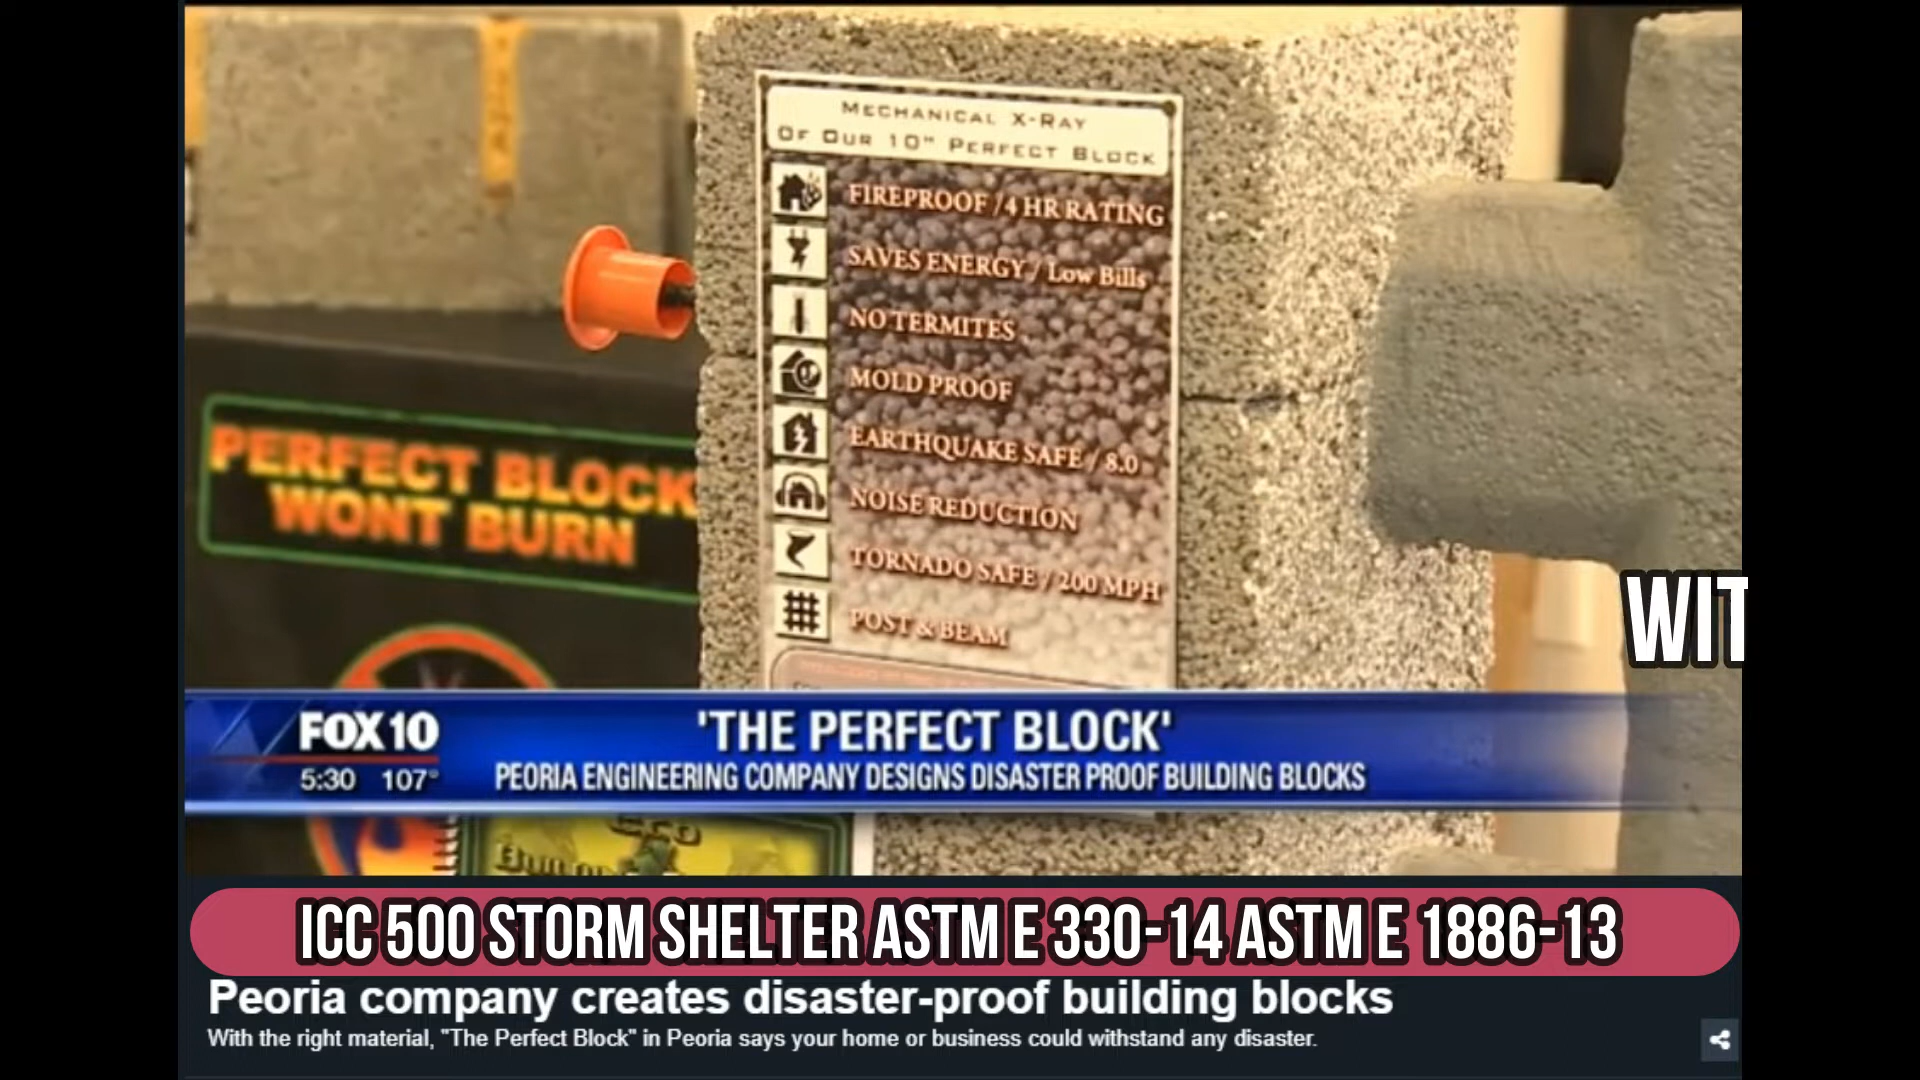 MECHANICAL X-RAY
OF OUR 10" PERFECT BLOCK
FIREPROOF / 4 HR RATING
SAVES ENERGY / Low Bills
NO TERMITES
MOLD PROOF
EARTHQUAKE SAFE / 8.0
NOISE REDUCTION
TORNADO SAFE / 200 MPH
POST & BEAM
PERFECT BLOCK
WONT BURN
WIT
FOX 10
5:30 107°
'THE PERFECT BLOCK'
PEORIA ENGINEERING COMPANY DESIGNS DISASTER PROOF BUILDING BLOCKS
ECO
ICC 500 STORM SHELTER ASTM E 330-14 ASTM E 1886-13
Peoria company creates disaster-proof building blocks
With the right material, "The Perfect Block" in Peoria says your home or business could withstand any disaster.